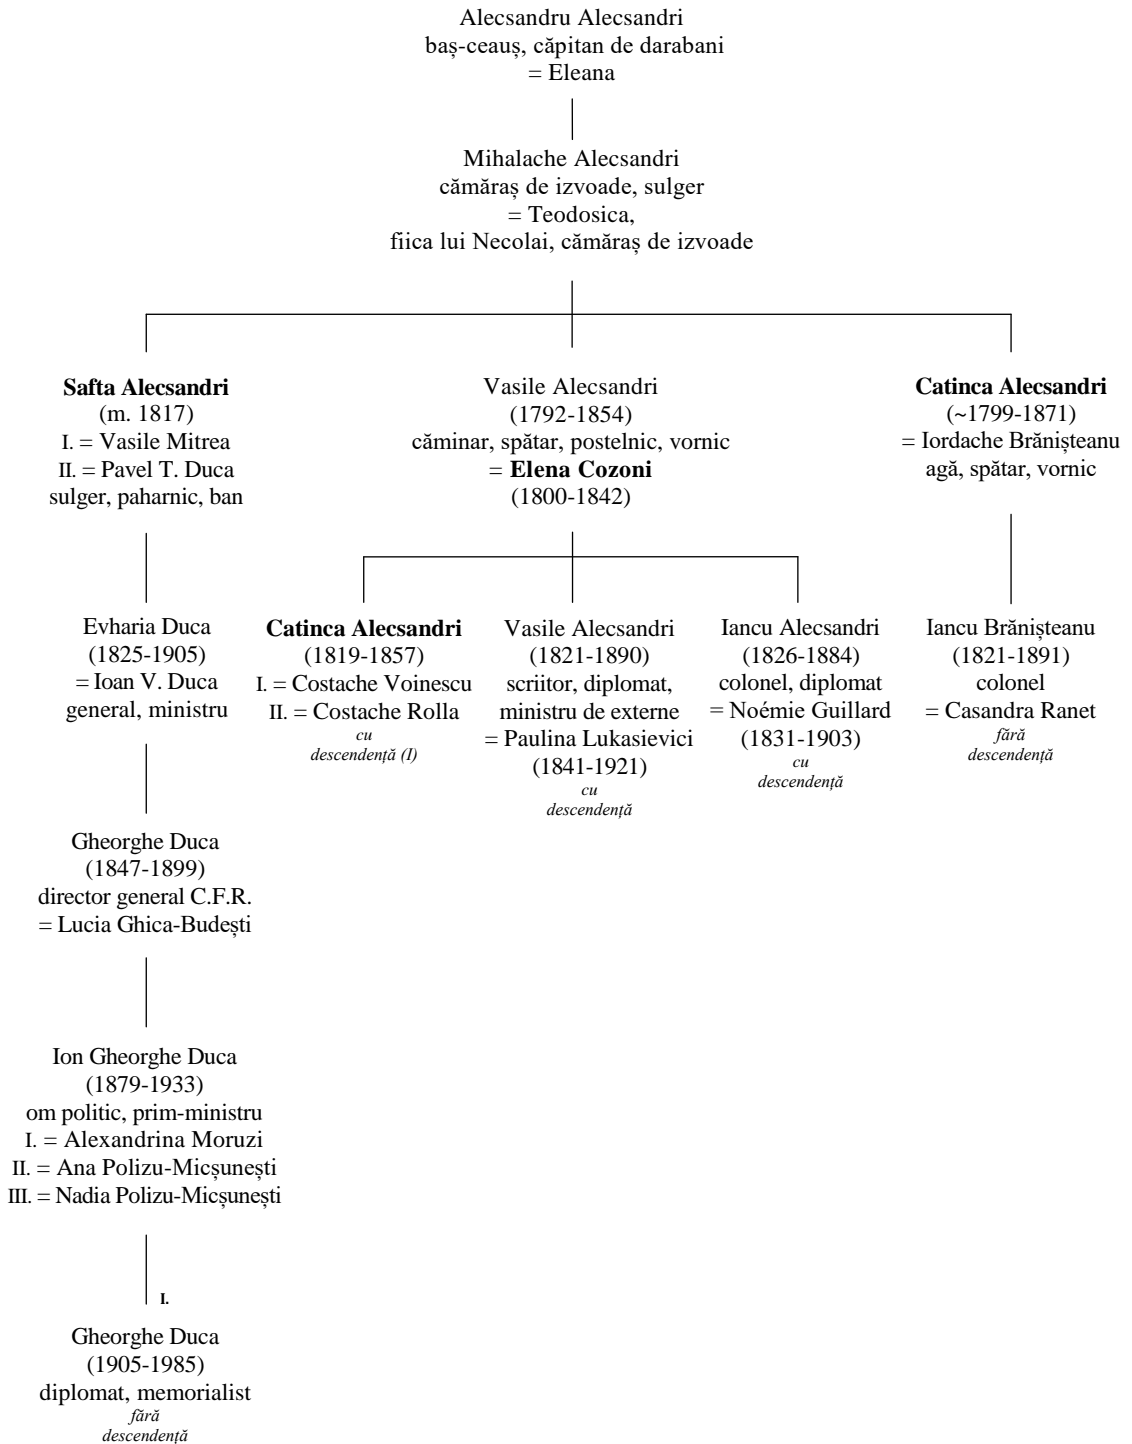 Alecsandru Alecsandri
baș-ceauș, căpitan de darabani
= Eleana
Mihalache Alecsandri
cămăraș de izvoade, sulger
= Teodosica,
fiica lui Necolai, cămăraș de izvoade
Safta Alecsandri
(m. 1817)
I. = Vasile Mitrea
II. = Pavel T. Duca
sulger, paharnic, ban
Vasile Alecsandri
(1792-1854)
căminar, spătar, postelnic, vornic
= Elena Cozoni
(1800-1842)
Catinca Alecsandri
(~1799-1871)
= Iordache Brănișteanu
agă, spătar, vornic
Evharia Duca
(1825-1905)
= Ioan V. Duca
general, ministru
Catinca Alecsandri
(1819-1857)
I. = Costache Voinescu
II. = Costache Rolla
cu
descendență (I)
Vasile Alecsandri
(1821-1890)
scriitor, diplomat,
ministru de externe
= Paulina Lukasievici
(1841-1921)
cu
descendență
Iancu Alecsandri
(1826-1884)
colonel, diplomat
= Noémie Guillard
(1831-1903)
cu
descendență
Iancu Brănișteanu
(1821-1891)
colonel
= Casandra Ranet
fără
descendență
Gheorghe Duca
(1847-1899)
director general C.F.R.
= Lucia Ghica-Budești
Ion Gheorghe Duca
(1879-1933)
om politic, prim-ministru
I. = Alexandrina Moruzi
II. = Ana Polizu-Micșunești
III. = Nadia Polizu-Micșunești
I.
Gheorghe Duca
(1905-1985)
diplomat, memorialist
fără
descendență